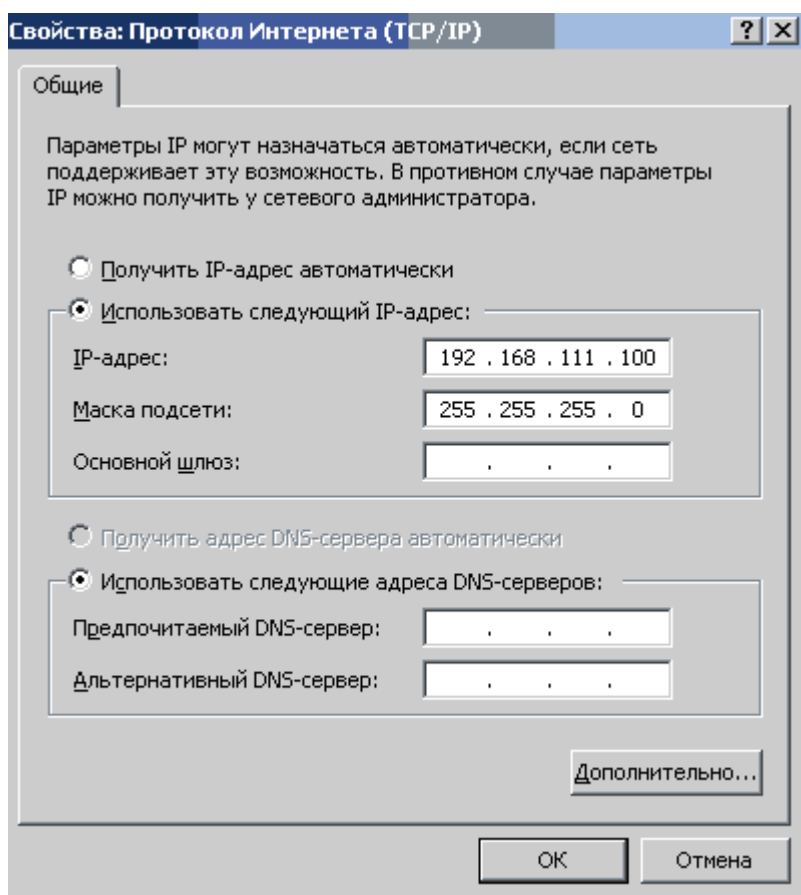 Свойства: Протокол Интернета (TCP/IP)
Общие
Параметры IP могут назначаться автоматически, если сеть
поддерживает эту возможность. В противном случае параметры
IP можно получить у сетевого администратора.
Получить IP-адрес автоматически
Использовать следующий IP-адрес:
IP-адрес: 192 . 168 . 111 . 100
Маска подсети: 255 . 255 . 255 . 0
Основной шлюз: . . .
Получить адрес DNS-сервера автоматически
Использовать следующие адреса DNS-серверов:
Предпочитаемый DNS-сервер: . . .
Альтернативный DNS-сервер: . . .
Дополнительно...
ОК Отмена